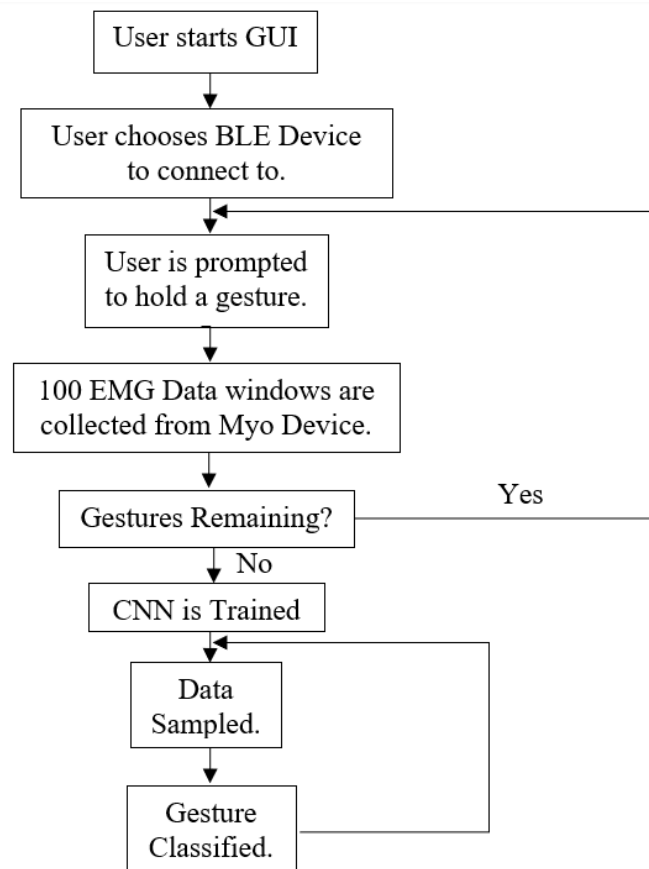 User starts GUI
User chooses BLE Device
to connect to.
User is prompted
to hold a gesture.
100 EMG Data windows are
collected from Myo Device.
Gestures Remaining?
Yes
No
CNN is Trained
Data
Sampled.
Gesture
Classified.